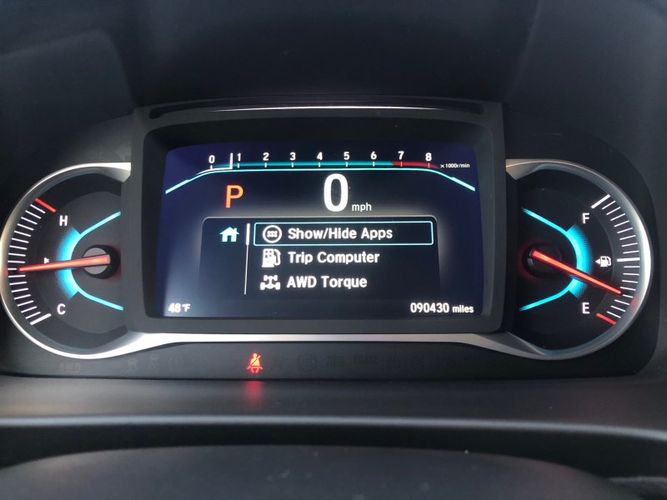 0 1 2 3 4 5 6 7 8 x1000r/min
P 0 mph
H
F
Show/Hide Apps
Trip Computer
AWD Torque
C
E
48°F
090430 miles